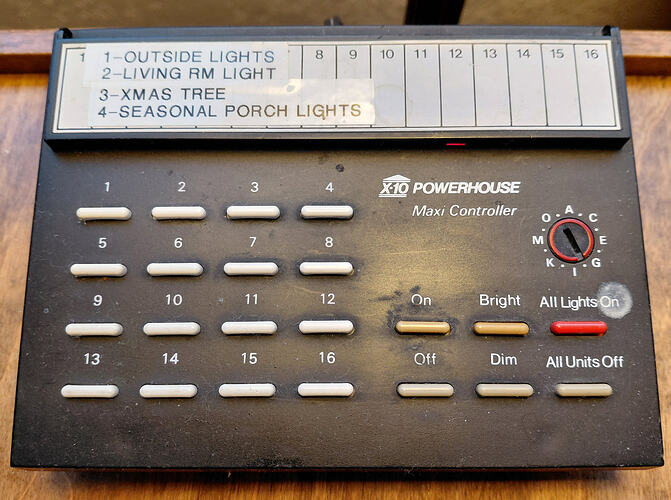 1 8 9 10 11 12 13 14 15 16
1-OUTSIDE LIGHTS
2-LIVING RM LIGHT
3-XMAS TREE
4-SEASONAL PORCH LIGHTS
1 2 3 4
X-10 POWERHOUSE
Maxi Controller
A C E G I K M O
5 6 7 8
9 10 11 12
On Bright All Lights On
13 14 15 16
Off Dim All Units Off